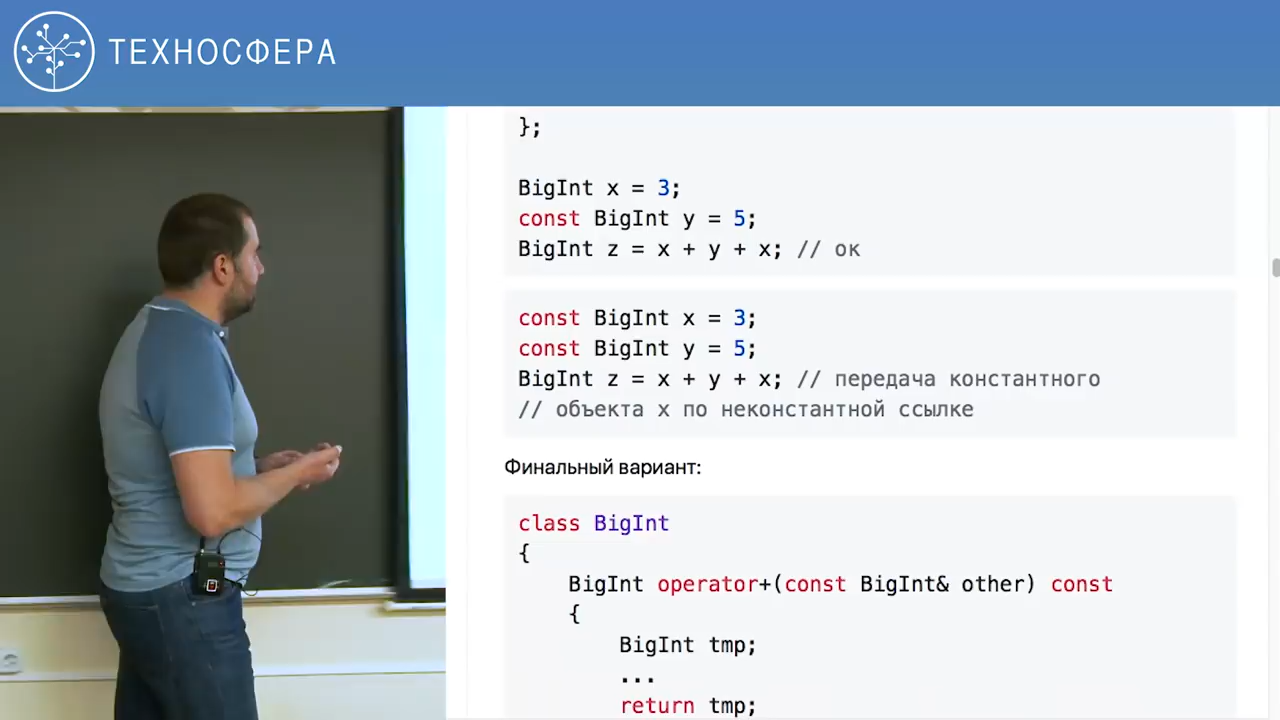 ТЕХНОСФЕРА
};
BigInt x = 3;
const BigInt y = 5;
BigInt z = x + y + x; // ок
const BigInt x = 3;
const BigInt y = 5;
BigInt z = x + y + x; // передача константного
// объекта x по неконстантной ссылке
Финальный вариант:
class BigInt
{
BigInt operator+(const BigInt& other) const
{
BigInt tmp;
...
return tmp;